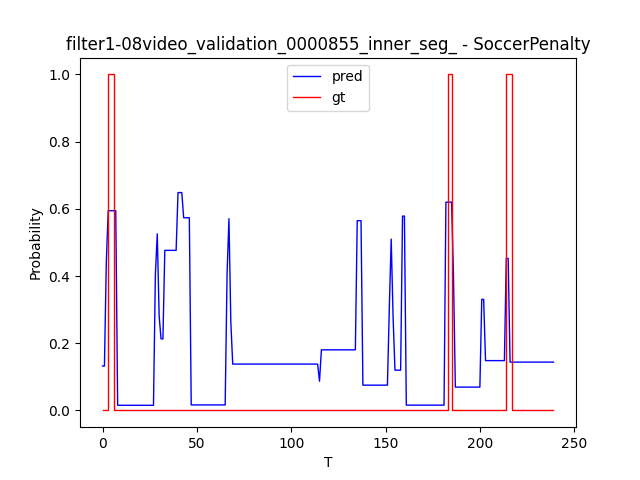 filter1-08video_validation_0000855_inner_seg_ - SoccerPenalty
pred
gt
1.0
0.8
0.6
0.4
0.2
0.0
Probability
0
50
100
150
200
250
T